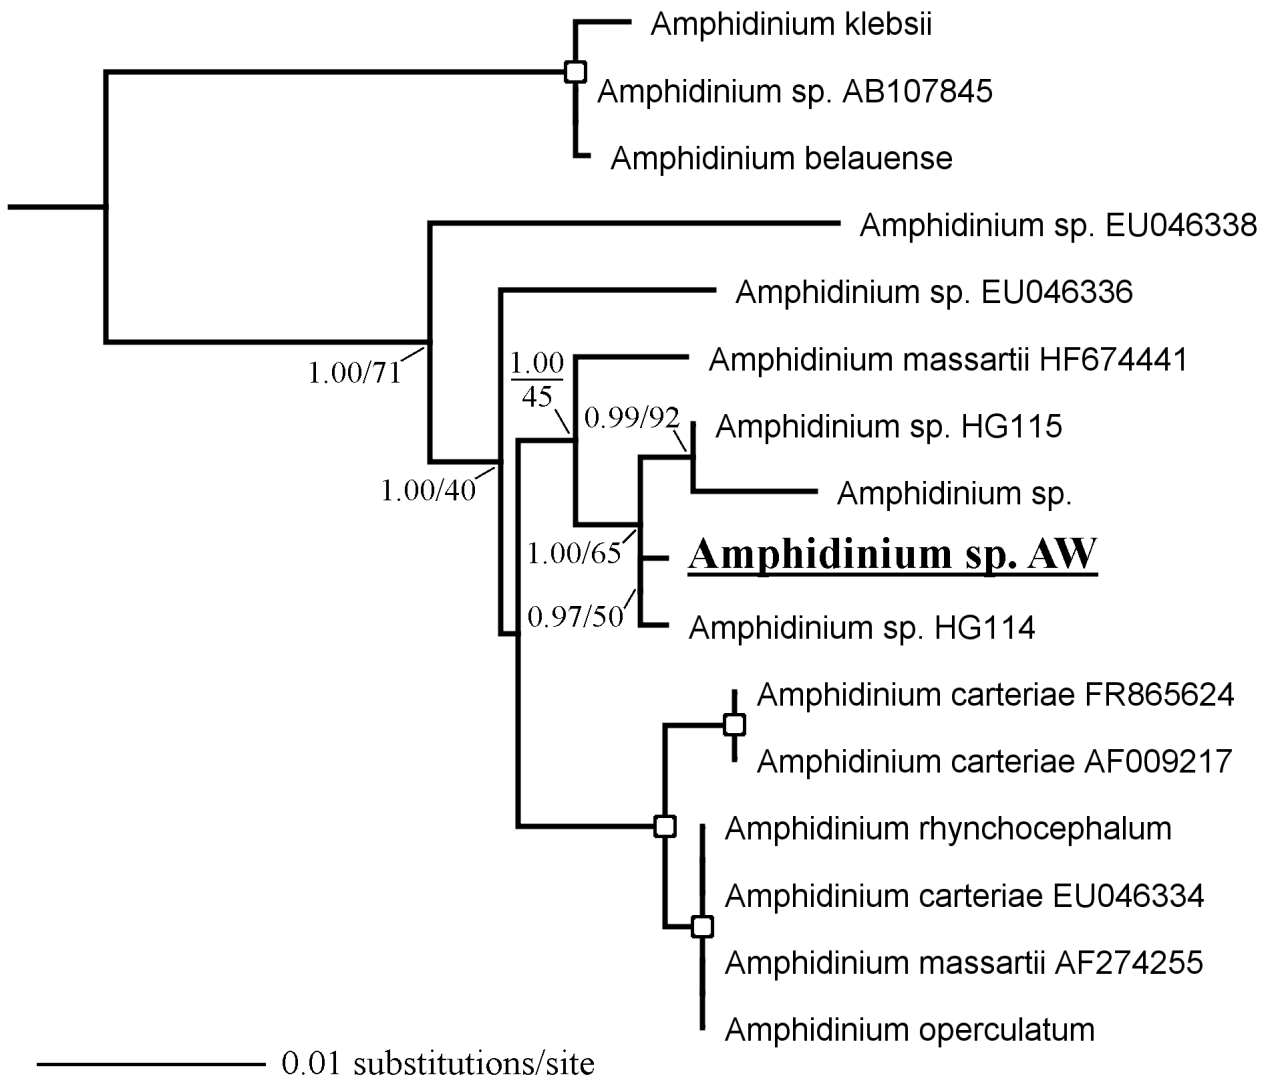 Amphidinium klebsii
Amphidinium sp. AB107845
Amphidinium belauense
Amphidinium sp. EU046338
Amphidinium sp. EU046336
1.00/71
1.00
45
Amphidinium massartii HF674441
0.99/92
Amphidinium sp. HG115
1.00/40
Amphidinium sp.
1.00/65
Amphidinium sp. AW
0.97/50
Amphidinium sp. HG114
Amphidinium carteriae FR865624
Amphidinium carteriae AF009217
Amphidinium rhynchocephalum
Amphidinium carteriae EU046334
Amphidinium massartii AF274255
Amphidinium operculatum
0.01 substitutions/site